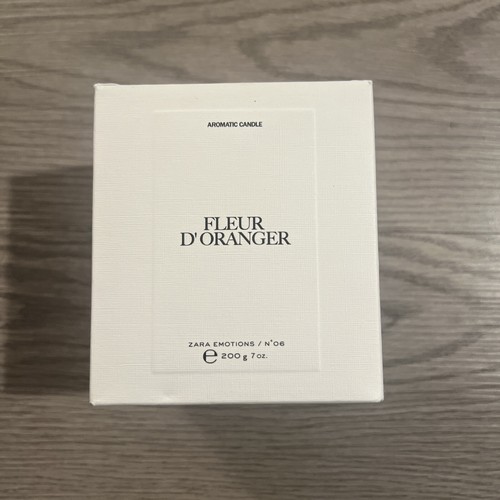 AROMATIC CANDLE
FLEUR
D'ORANGER
ZARA EMOTIONS / N°06
℮ 200 g 7 oz.